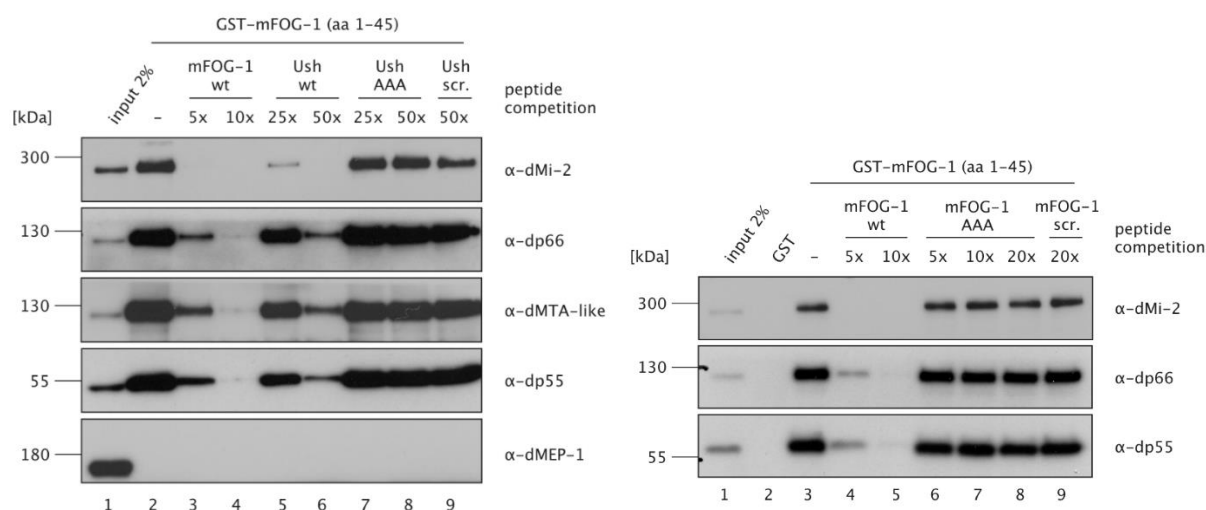 GST-mFOG-1 (aa 1-45)
input 2%
mFOG-1 wt
Ush wt
Ush AAA
Ush scr.
peptide competition
[kDa]
– 5x 10x 25x 50x 25x 50x 50x
300 α-dMi-2
130 α-dp66
130 α-dMTA-like
55 α-dp55
180 α-dMEP-1
1 2 3 4 5 6 7 8 9
GST-mFOG-1 (aa 1-45)
input 2%
GST
mFOG-1 wt
mFOG-1 AAA
mFOG-1 scr.
peptide competition
[kDa]
– 5x 10x 5x 10x 20x 20x
300 α-dMi-2
130 α-dp66
55 α-dp55
1 2 3 4 5 6 7 8 9